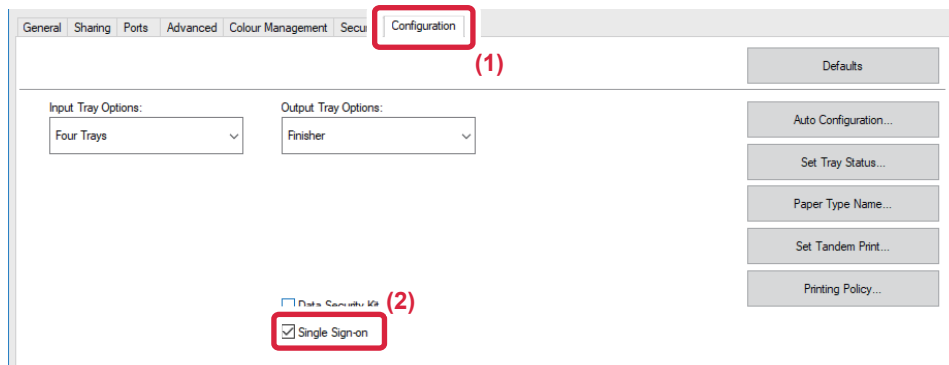 General Sharing Ports Advanced Colour Management Secu Configuration
(1)
Defaults
Input Tray Options: Output Tray Options:
Four Trays Finisher
Auto Configuration...
Set Tray Status...
Paper Type Name...
Set Tandem Print...
Printing Policy...
Data Security Kit (2)
Single Sign-on